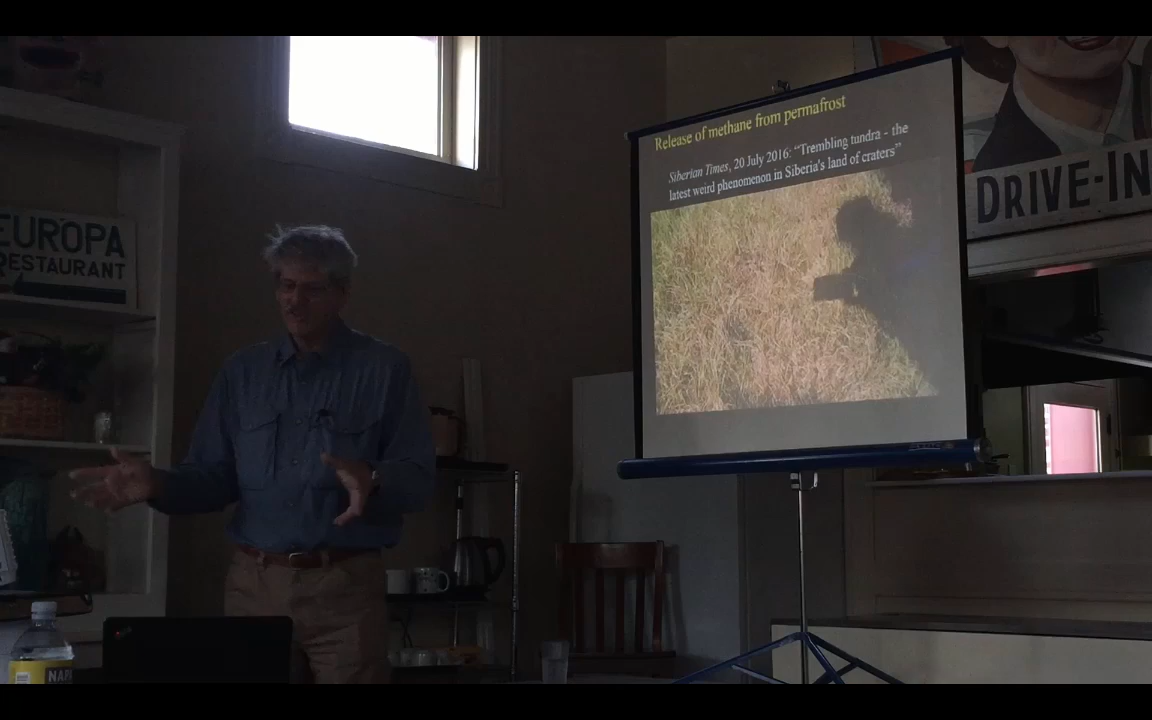 EUROPA
RESTAURANT
Release of methane from permafrost
Siberian Times, 20 July 2016: “Trembling tundra - the
latest weird phenomenon in Siberia's land of craters”
DRIVE-IN